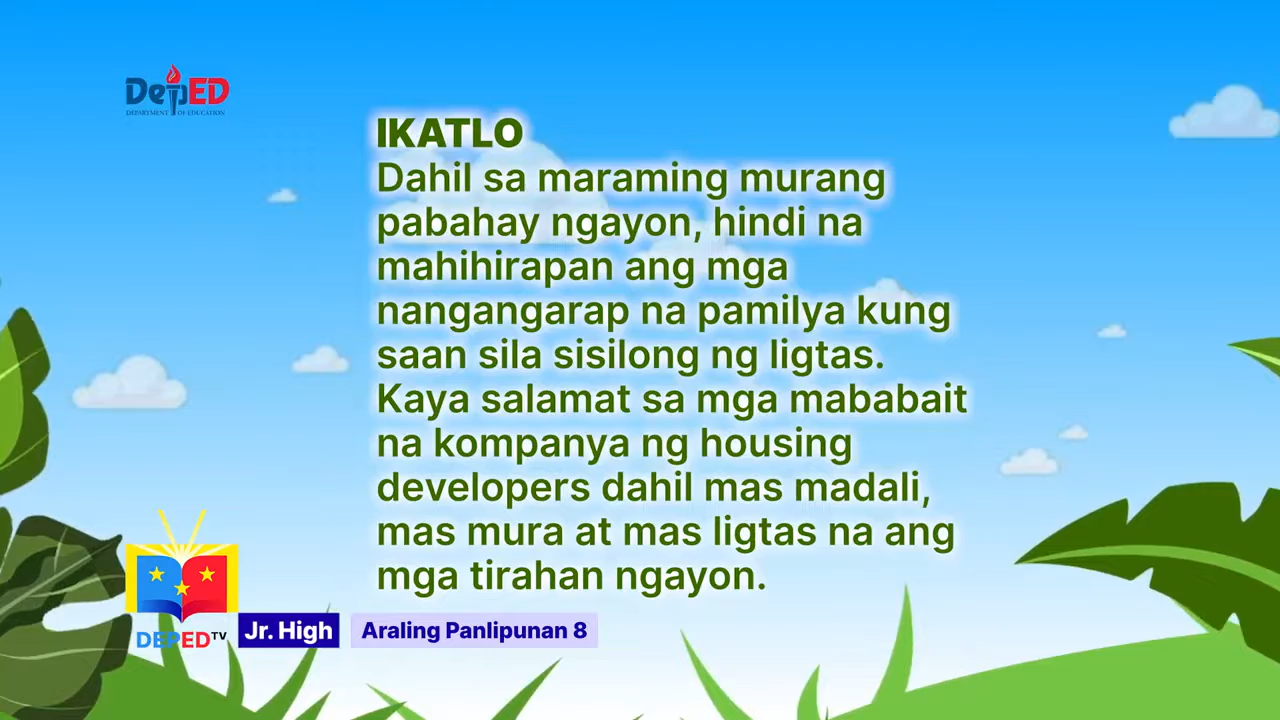 DepED
DEPARTMENT OF EDUCATION
IKATLO
Dahil sa maraming murang
pabahay ngayon, hindi na
mahihirapan ang mga
nangangarap na pamilya kung
saan sila sisilong ng ligtas.
Kaya salamat sa mga mababait
na kompanya ng housing
developers dahil mas madali,
mas mura at mas ligtas na ang
mga tirahan ngayon.
DEPED TV
Jr. High
Araling Panlipunan 8